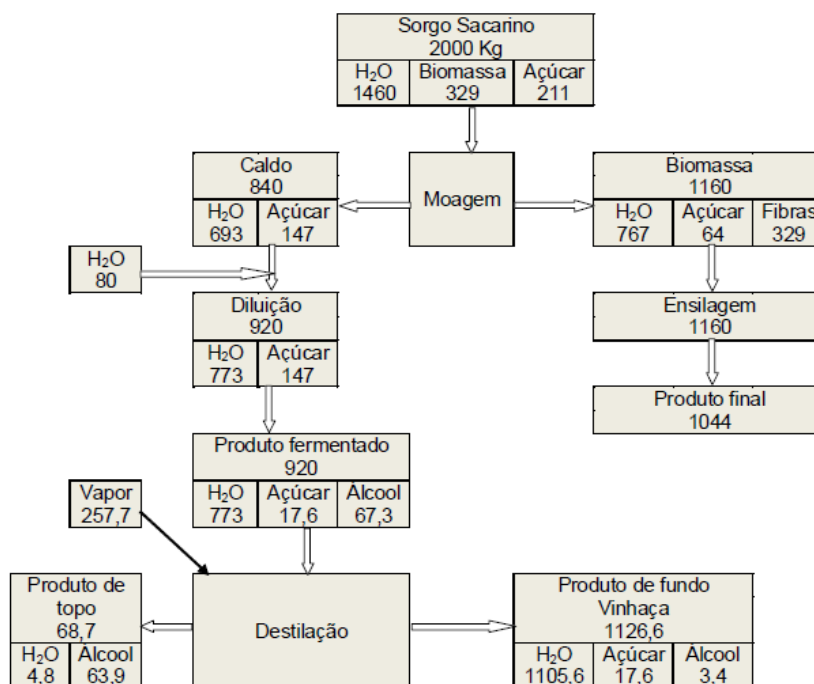 Sorgo Sacarino
2000 Kg
H₂O Biomassa Açúcar
1460 329 211
Caldo
840
H₂O Açúcar
693 147
Moagem
Biomassa
1160
H₂O Açúcar Fibras
767 64 329
H₂O
80
Diluição
920
H₂O Açúcar
773 147
Ensilagem
1160
Produto final
1044
Produto fermentado
920
H₂O Açúcar Álcool
773 17,6 67,3
Vapor
257,7
Produto de
topo
68,7
H₂O Álcool
4,8 63,9
Destilação
Produto de fundo
Vinhaça
1126,6
H₂O Açúcar Álcool
1105,6 17,6 3,4